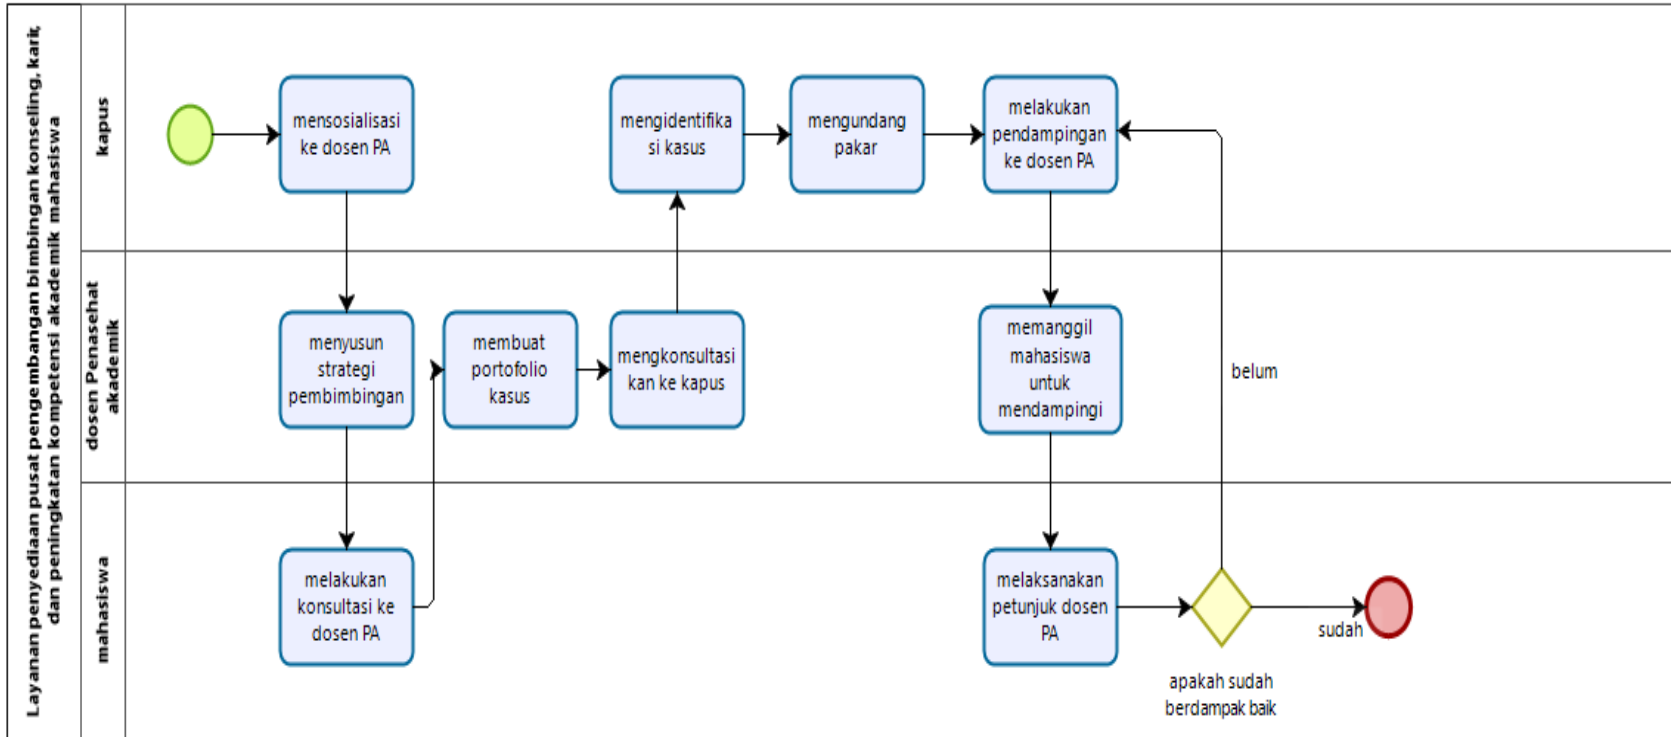 Layanan penyediaan pusat pengembangan bimbingan konseling, karir,
dan peningkatan kompetensi akademik mahasiswa
kapus
mensosialisasi
ke dosen PA
mengidentifika
si kasus
mengundang
pakar
melakukan
pendampingan
ke dosen PA
dosen Penasehat
akademik
menyusun
strategi
pembimbingan
membuat
portofolio
kasus
mengkonsultasi
kan ke kapus
memanggil
mahasiswa
untuk
mendampingi
belum
mahasiswa
melakukan
konsultasi ke
dosen PA
melaksanakan
petunjuk dosen
PA
sudah
apakah sudah
berdampak baik